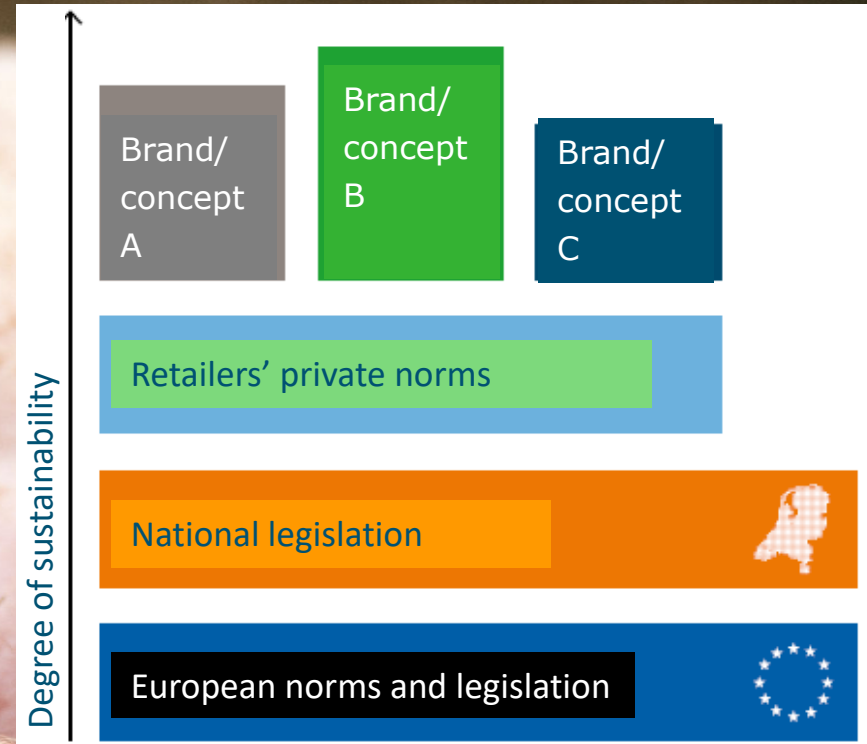 Brand/
concept
A
Brand/
concept
B
Brand/
concept
C
Retailers’ private norms
National legislation
European norms and legislation
Degree of sustainability